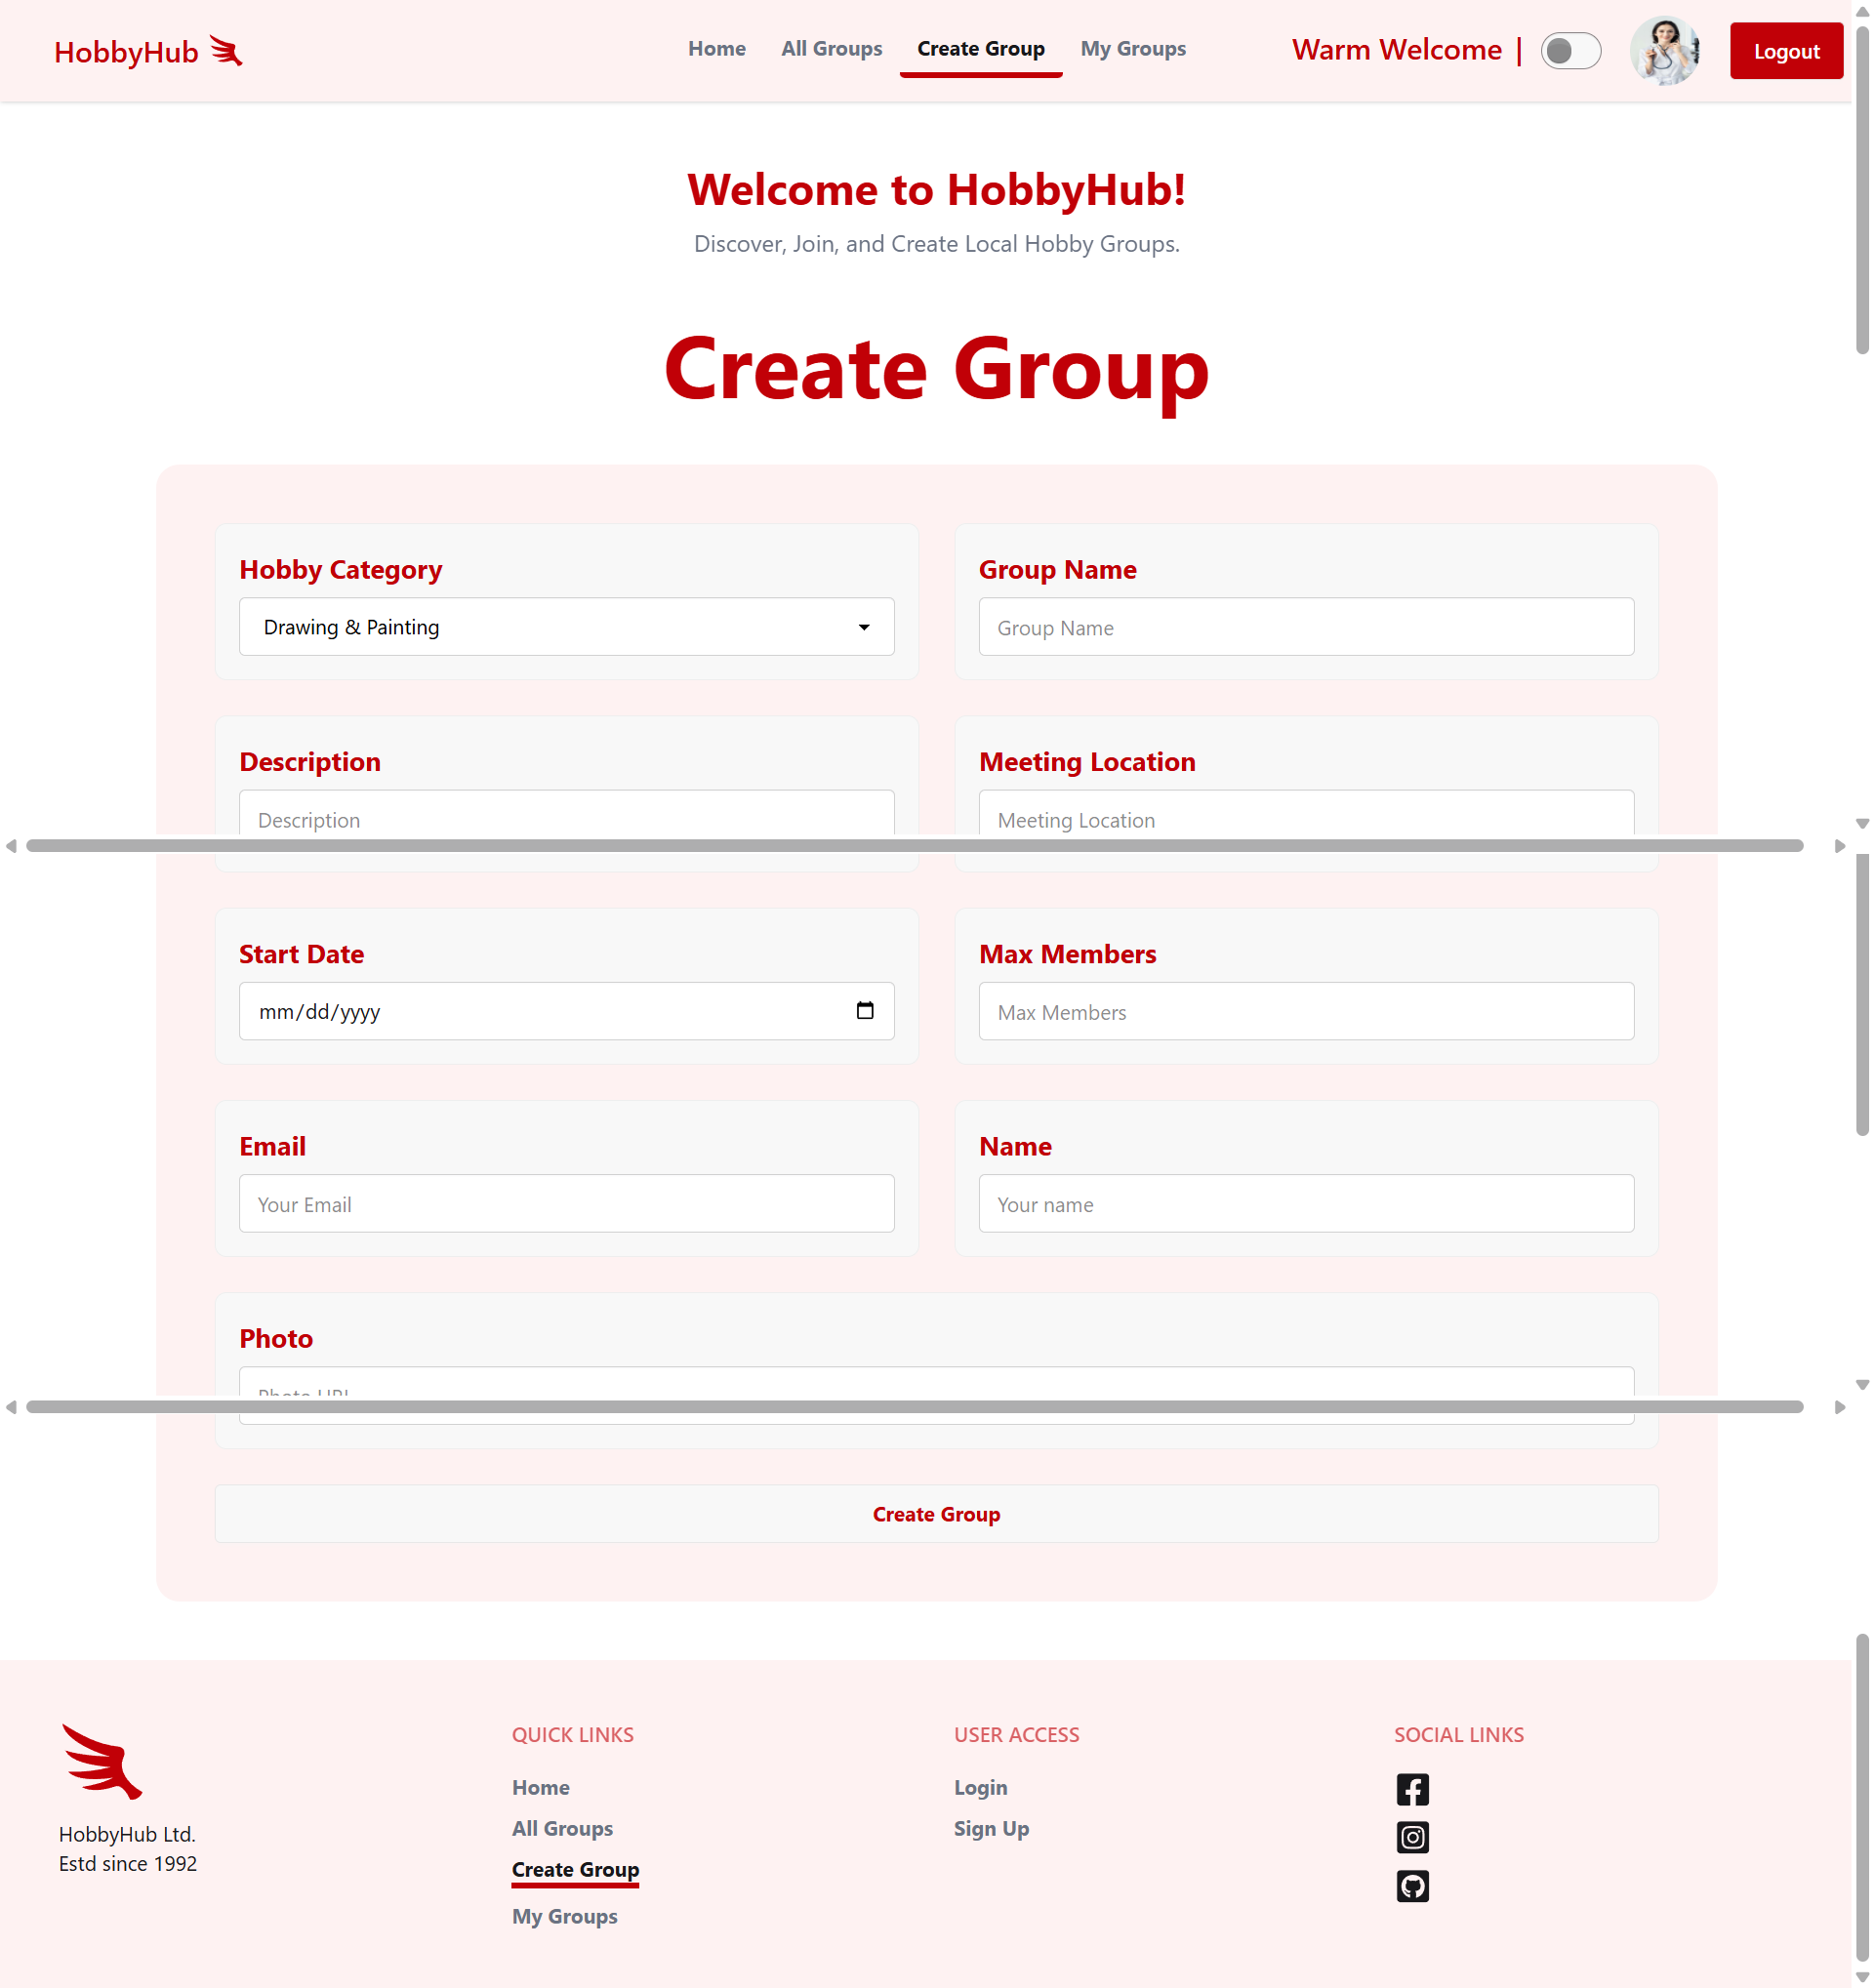 HobbyHub
Home
All Groups
Create Group
My Groups
Warm Welcome |
Logout
Welcome to HobbyHub!
Discover, Join, and Create Local Hobby Groups.
Create Group
Hobby Category
Drawing & Painting
Group Name
Group Name
Description
Description
Meeting Location
Meeting Location
Start Date
mm/dd/yyyy
Max Members
Max Members
Email
Your Email
Name
Your name
Photo
Photo URL
Create Group
HobbyHub Ltd.
Estd since 1992
QUICK LINKS
Home
All Groups
Create Group
My Groups
USER ACCESS
Login
Sign Up
SOCIAL LINKS